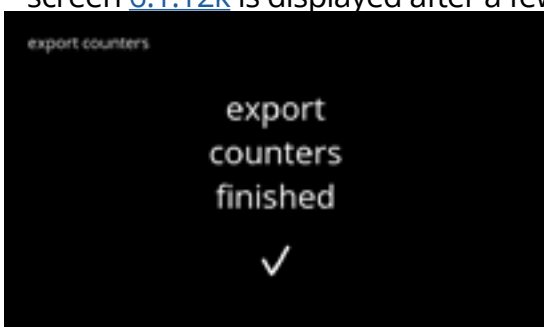 screen 6.1.12k is displayed after a few
export counters
export
counters
finished